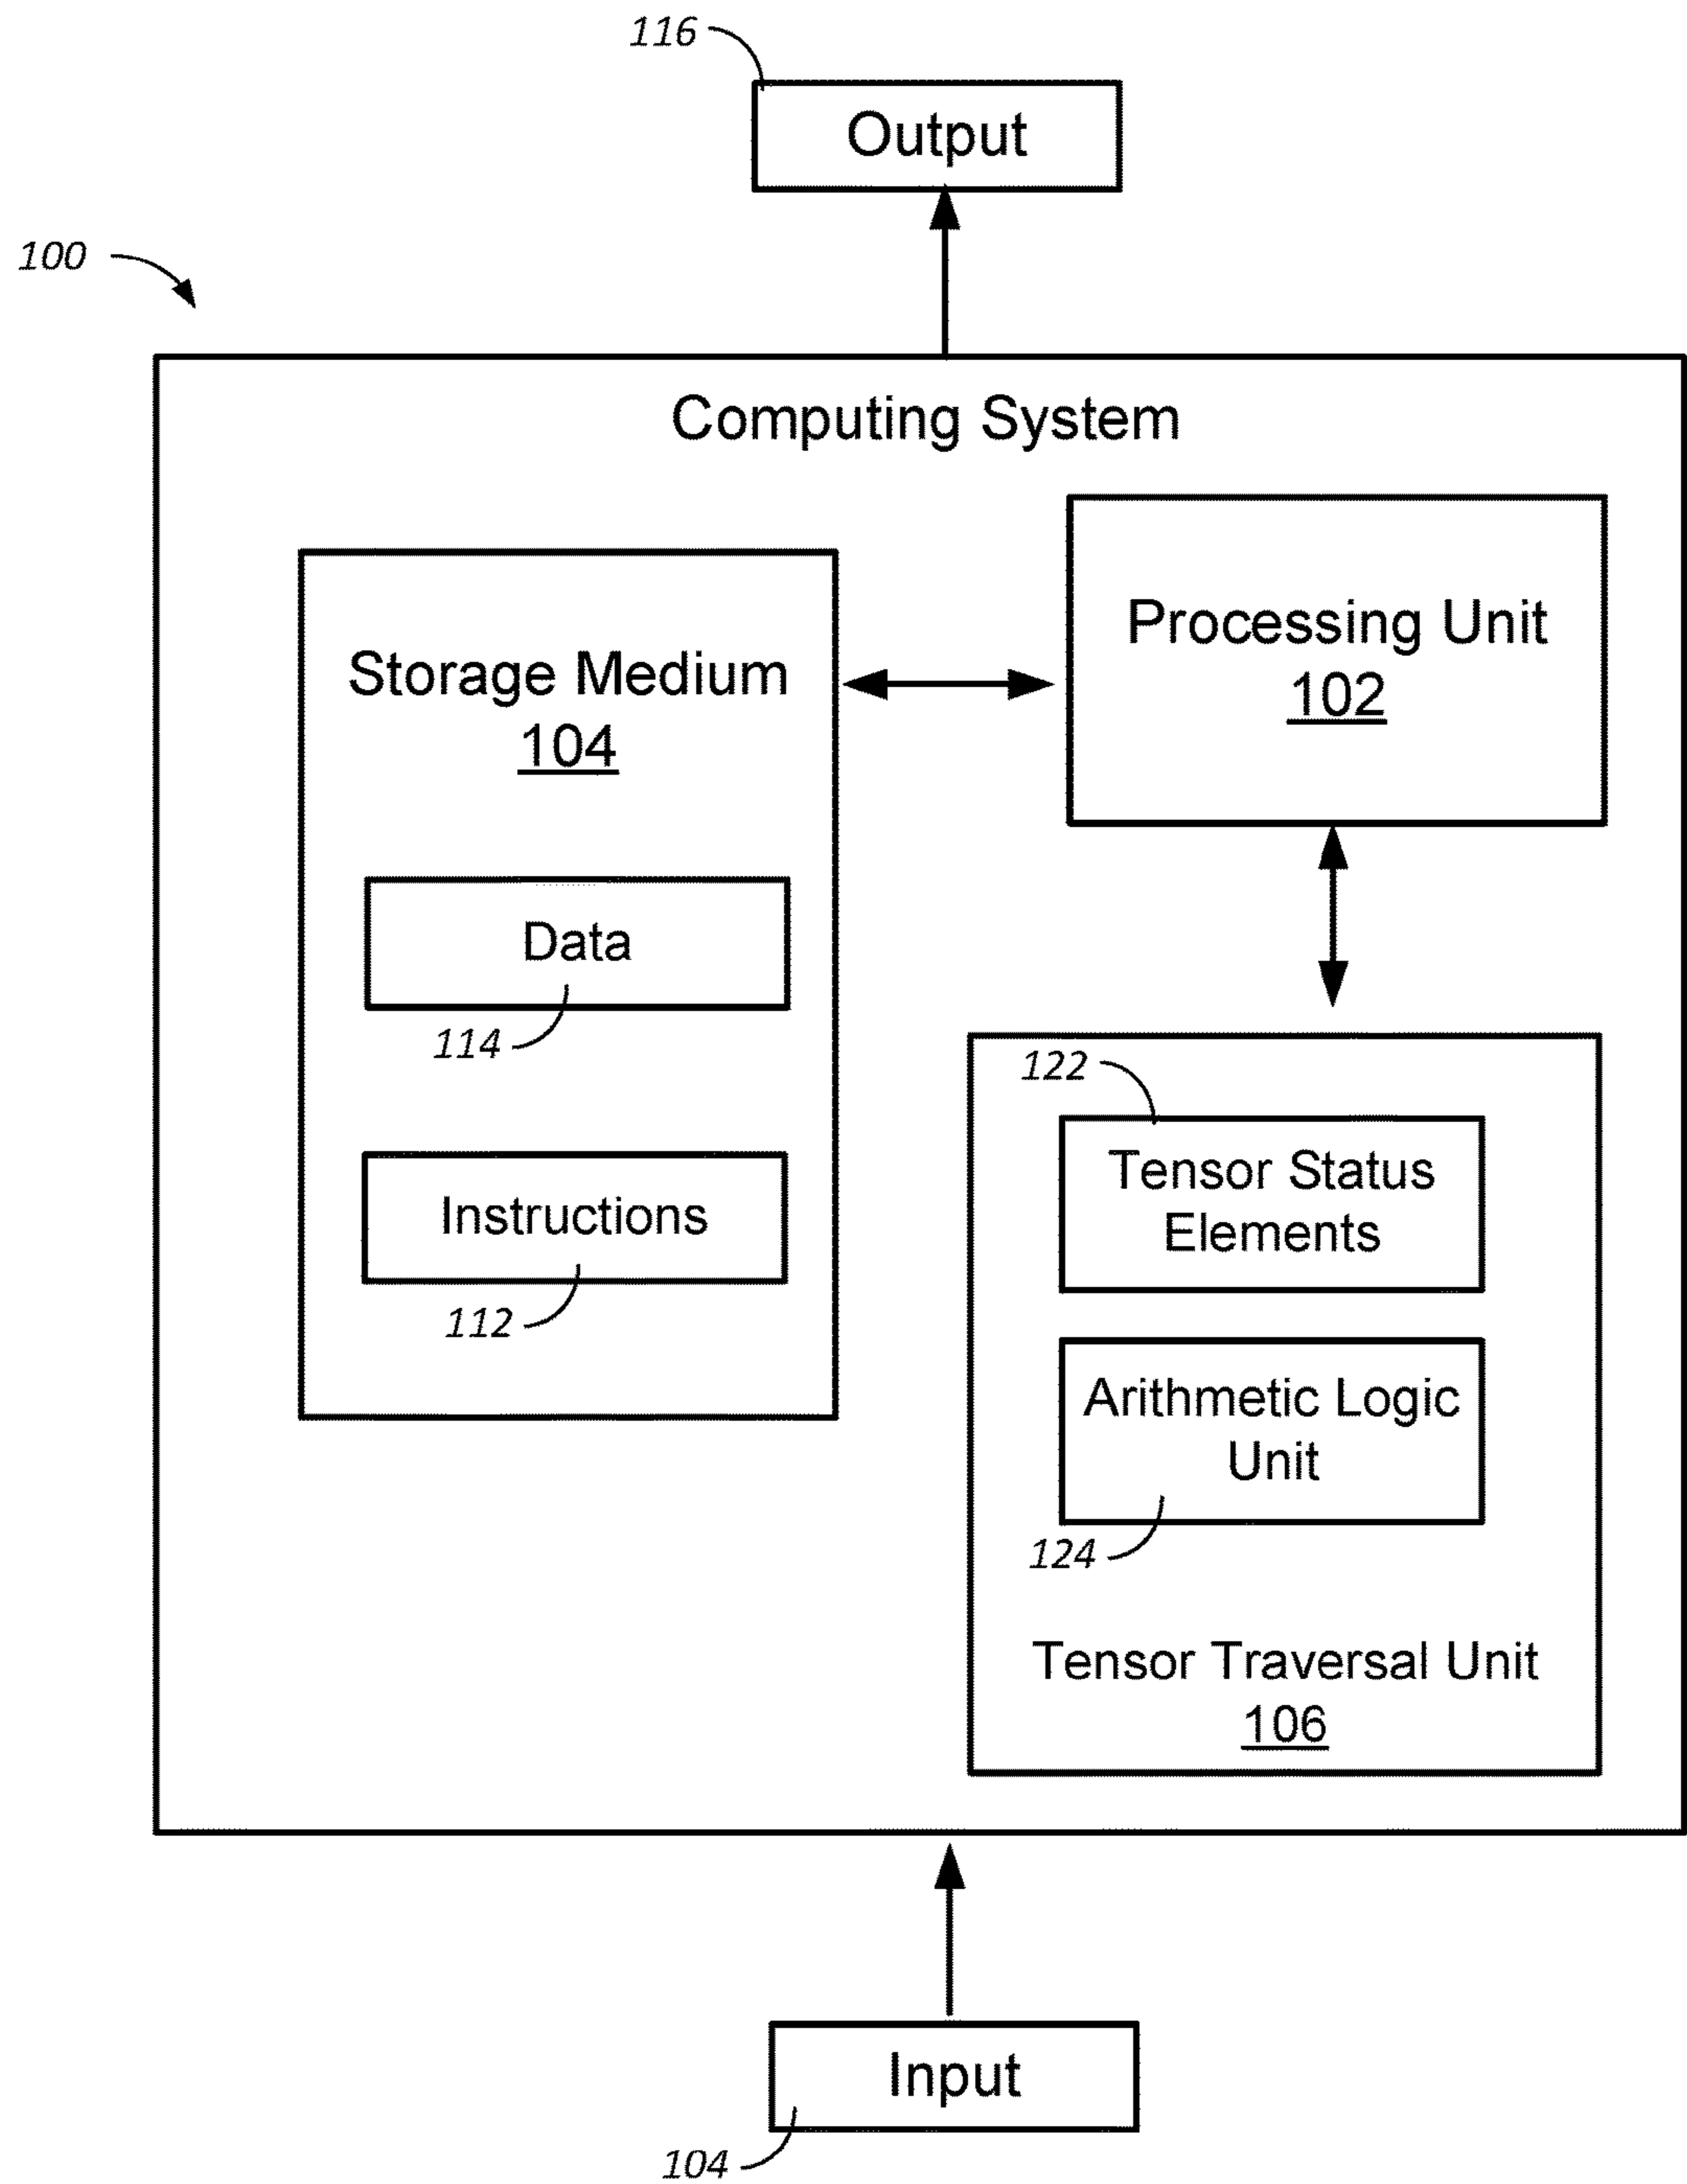 116
Output
100
Computing System
Processing Unit
102
Storage Medium
104
Data
114
Instructions
112
122
Tensor Status
Elements
Arithmetic Logic
Unit
124
Tensor Traversal Unit
106
Input
104